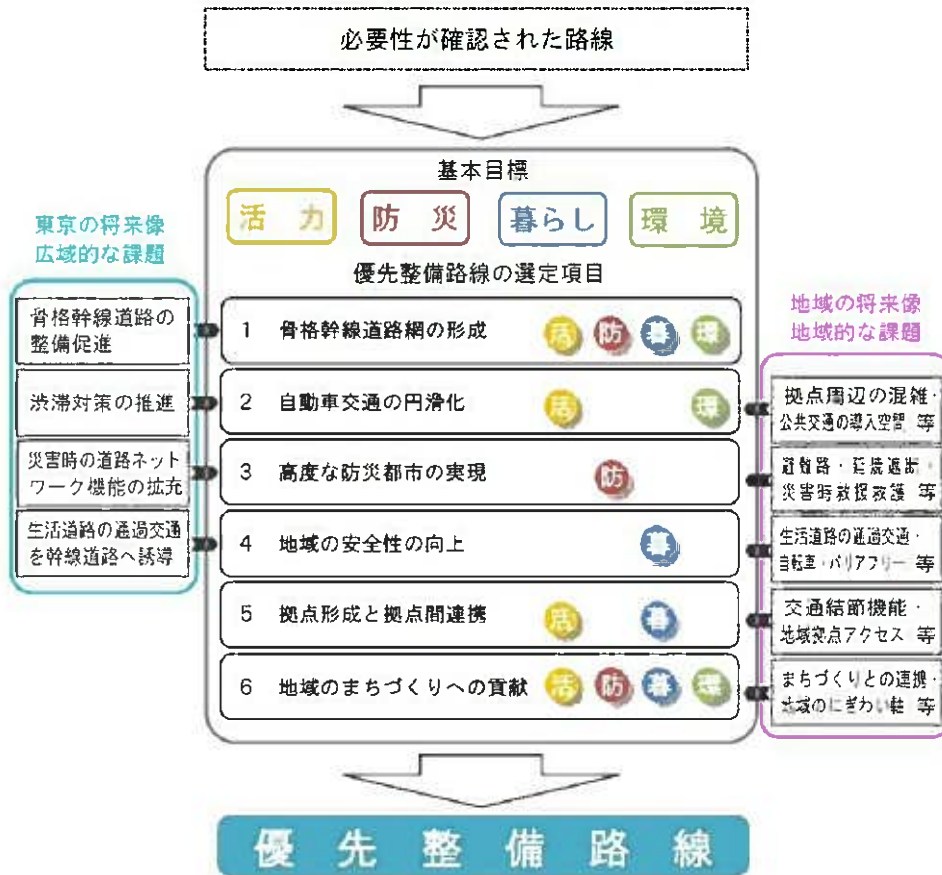 必要性が確認された路線
基本目標
活力
防災
暮らし
環境
優先整備路線の選定項目
東京の将来像
広域的な課題
骨格幹線道路の
整備促進
渋滞対策の推進
災害時の道路ネット
ワーク機能の拡充
生活道路の通過交通
を幹線道路へ誘導
1 骨格幹線道路網の形成 活 防 暮 環
2 自動車交通の円滑化 活 環
3 高度な防災都市の実現 防
4 地域の安全性の向上 暮
5 拠点形成と拠点間連携 活 暮
6 地域のまちづくりへの貢献 活 防 暮 環
地域の将来像
地域的な課題
拠点周辺の混雑・
公共交通の導入空間 等
避難路・延焼遮断・
災害時救援救護 等
生活道路の通過交通・
自転車・バリアフリー 等
交通結節機能・
地域拠点アクセス 等
まちづくりとの連携・
地域のにぎわい軸 等
優先整備路線